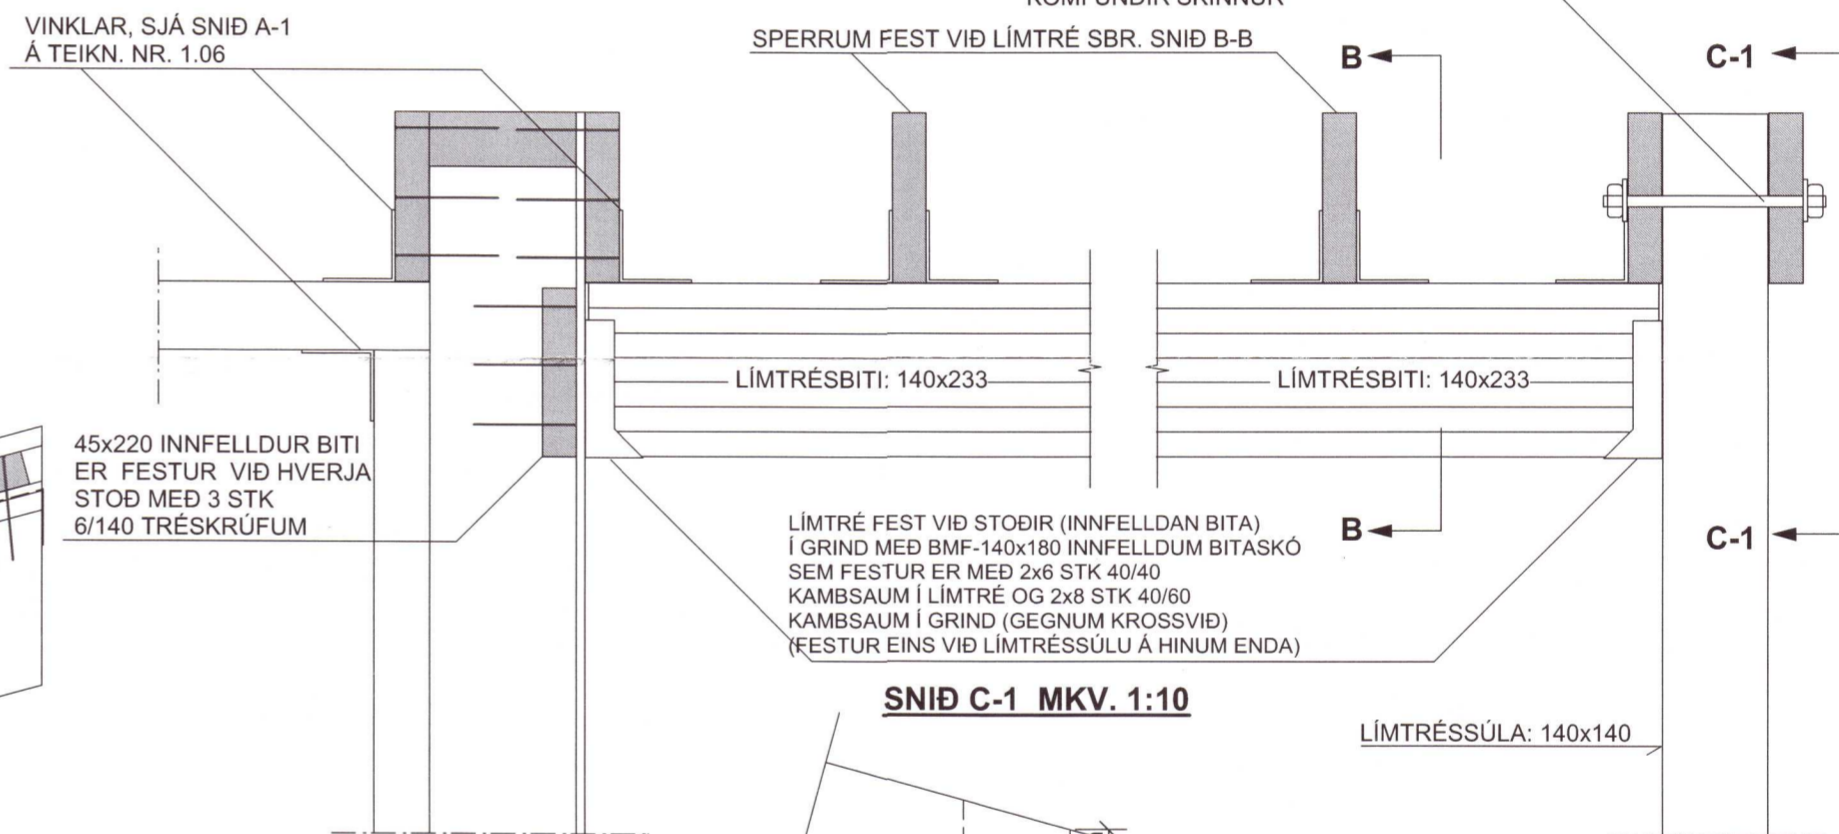 VINKLAR, SJÁ SNIÐ A-1
Á TEIKN. NR. 1.06
SPERRUM FEST VIÐ LÍMTRÉ SBR. SNIÐ B-B
B
C-1
LÍMTRÉSBITI: 140x233
LÍMTRÉSBITI: 140x233
45x220 INNFELLDUR BITI
ER FESTUR VIÐ HVERJA
STOÐ MEÐ 3 STK
6/140 TRÉSKRÚFUM
LÍMTRÉ FEST VIÐ STOÐIR (INNFELLDAN BITA)
Í GRIND MEÐ BMF-140x180 INNFELLDUM BITASKÓ
SEM FESTUR ER MEÐ 2x6 STK 40/40
KAMBSAUM Í LÍMTRÉ OG 2x8 STK 40/60
KAMBSAUM Í GRIND (GEGNUM KROSSVIÐ)
(FESTUR EINS VIÐ LÍMTRÉSSÚLU Á HINUM ENDA)
B
C-1
SNIÐ C-1 MKV. 1:10
LÍMTRÉSSÚLA: 140x140